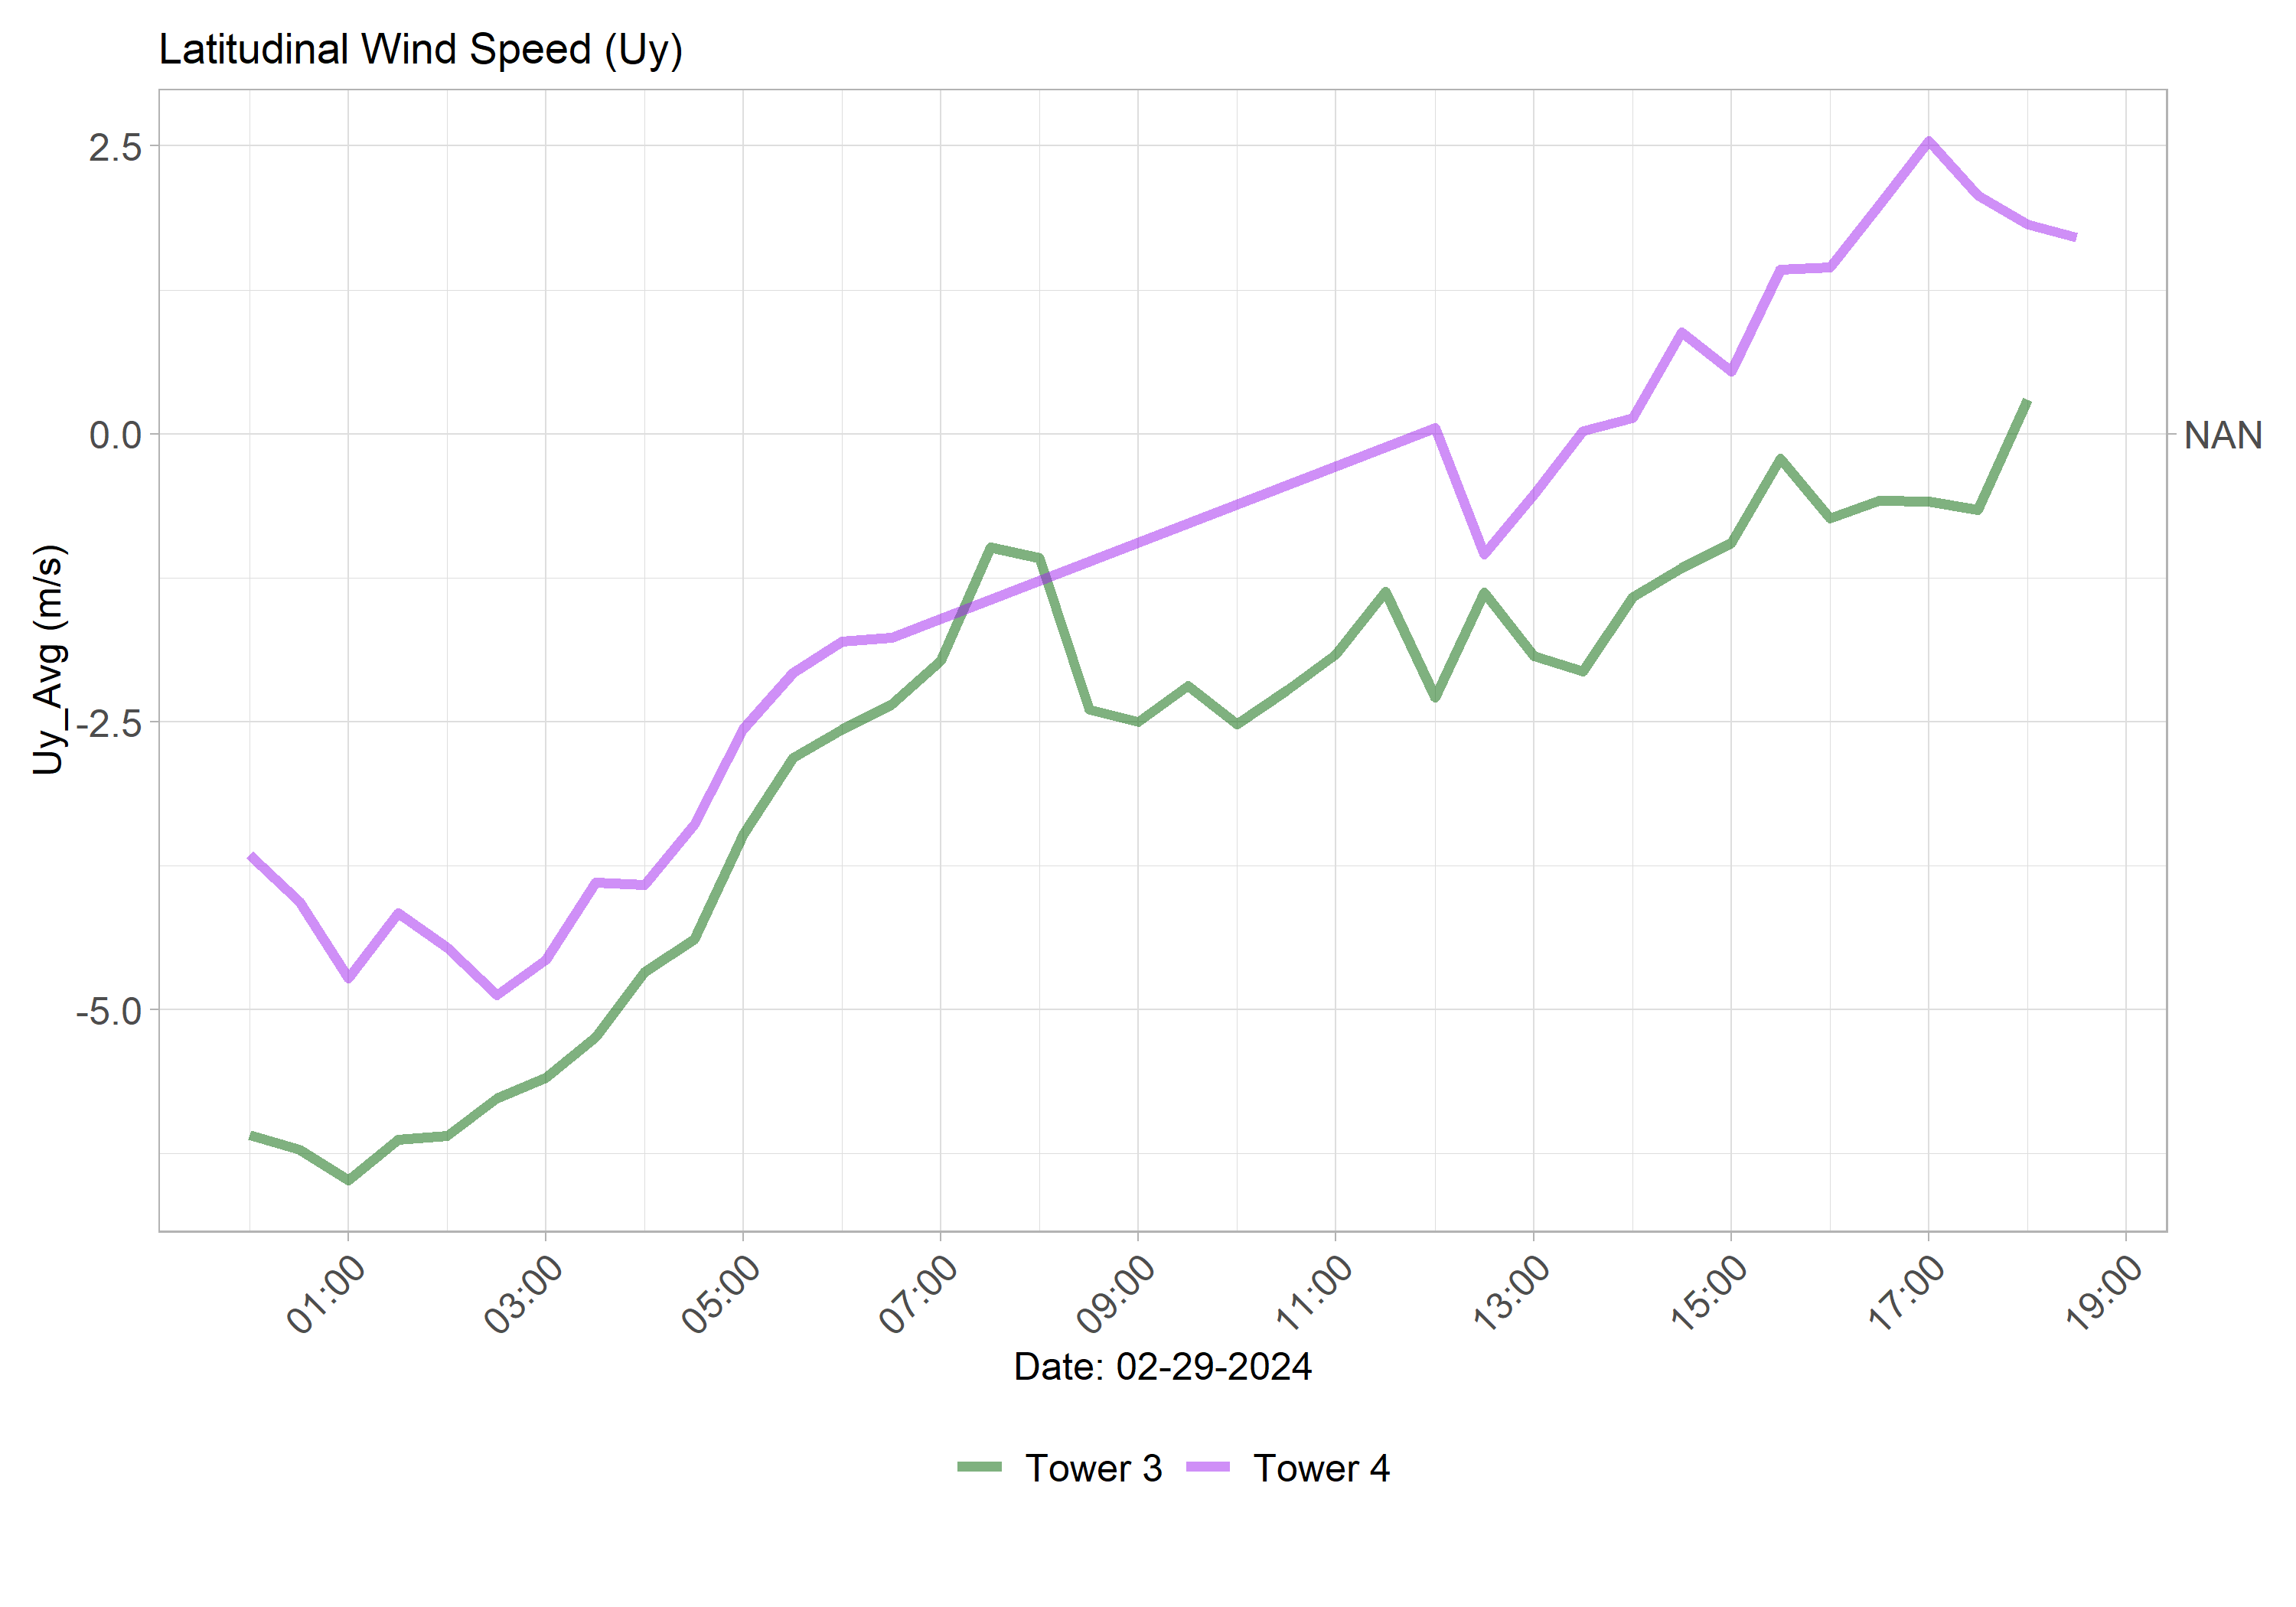 Latitudinal Wind Speed (Uy)
Uy_Avg (m/s)
2.5
0.0
-2.5
-5.0
NAN
01:00
03:00
05:00
07:00
09:00
11:00
13:00
15:00
17:00
19:00
Date: 02-29-2024
Tower 3 Tower 4